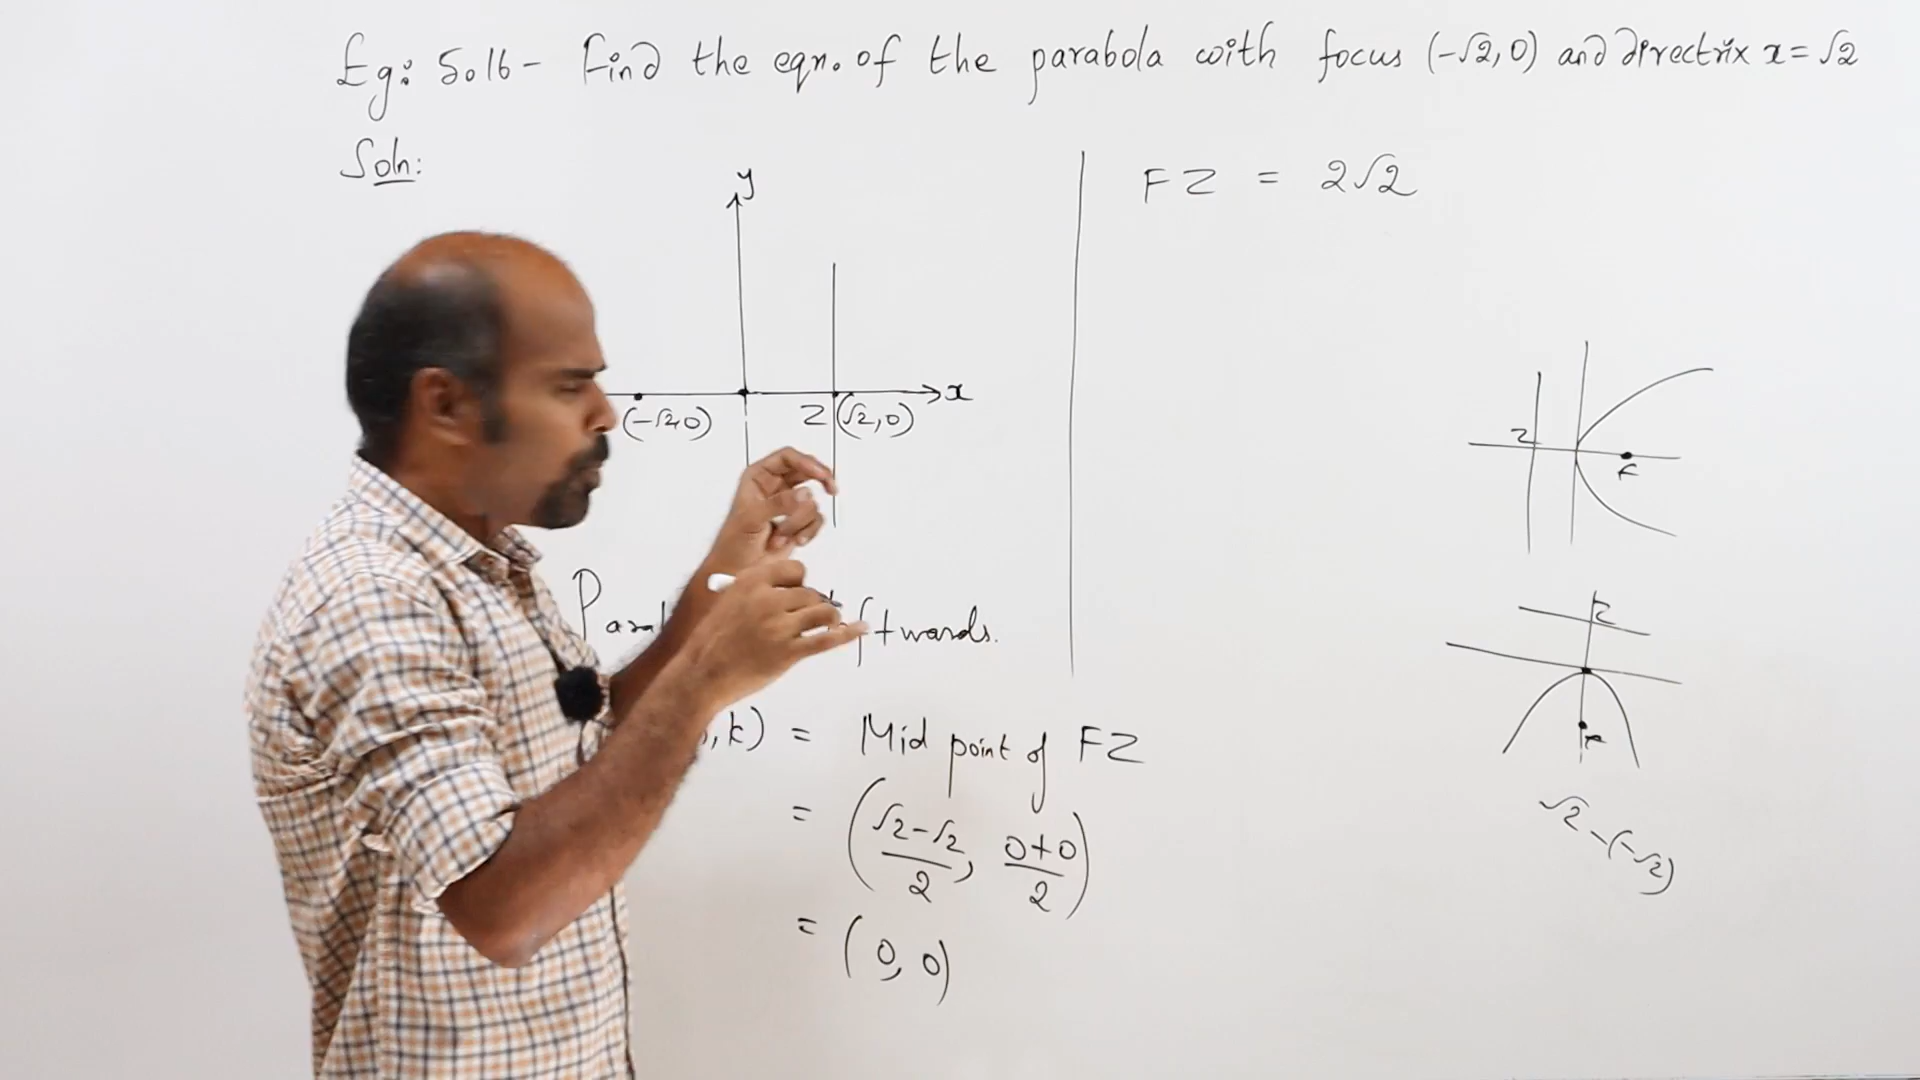 Eg: 5.16 - Find the eqn. of the parabola with focus (-√2, 0) and directrix x = √2
Soln:
y
x
(-√2, 0)
Z (√2, 0)
, k) = Mid point of FZ
= (√2-√2/2, 0+0/2)
= (0, 0)
FZ = 2√2
Z
F
Z
F
√2-(-√2)